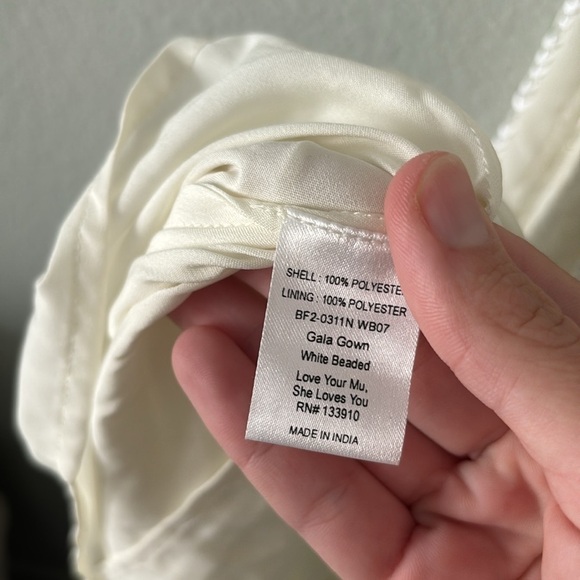 SHELL : 100% POLYESTE
LINING : 100% POLYESTER
BF2-0311N WB07
Gala Gown
White Beaded
Love Your Mu,
She Loves You
RN# 133910
MADE IN INDIA